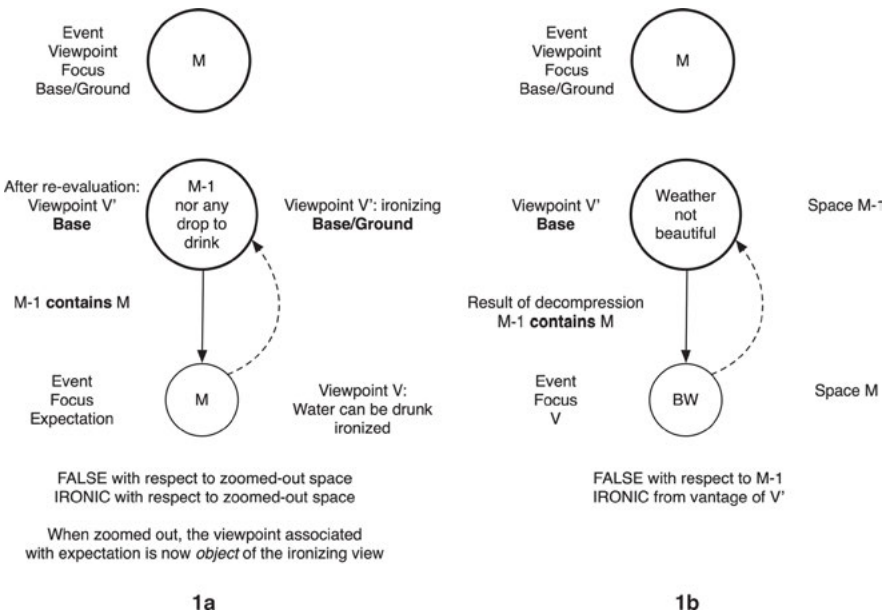 Event
Viewpoint
Focus
Base/Ground
M
After re-evaluation:
Viewpoint V'
Base
M-1
nor any
drop to
drink
Viewpoint V': ironizing
Base/Ground
M-1 contains M
Event
Focus
Expectation
M
Viewpoint V:
Water can be drunk
ironized
FALSE with respect to zoomed-out space
IRONIC with respect to zoomed-out space
When zoomed out, the viewpoint associated
with expectation is now object of the ironizing view
1a
Event
Viewpoint
Focus
Base/Ground
M
Viewpoint V'
Base
Weather
not
beautiful
Space M-1
Result of decompression
M-1 contains M
Event
Focus
V
BW
Space M
FALSE with respect to M-1
IRONIC from vantage of V'
1b